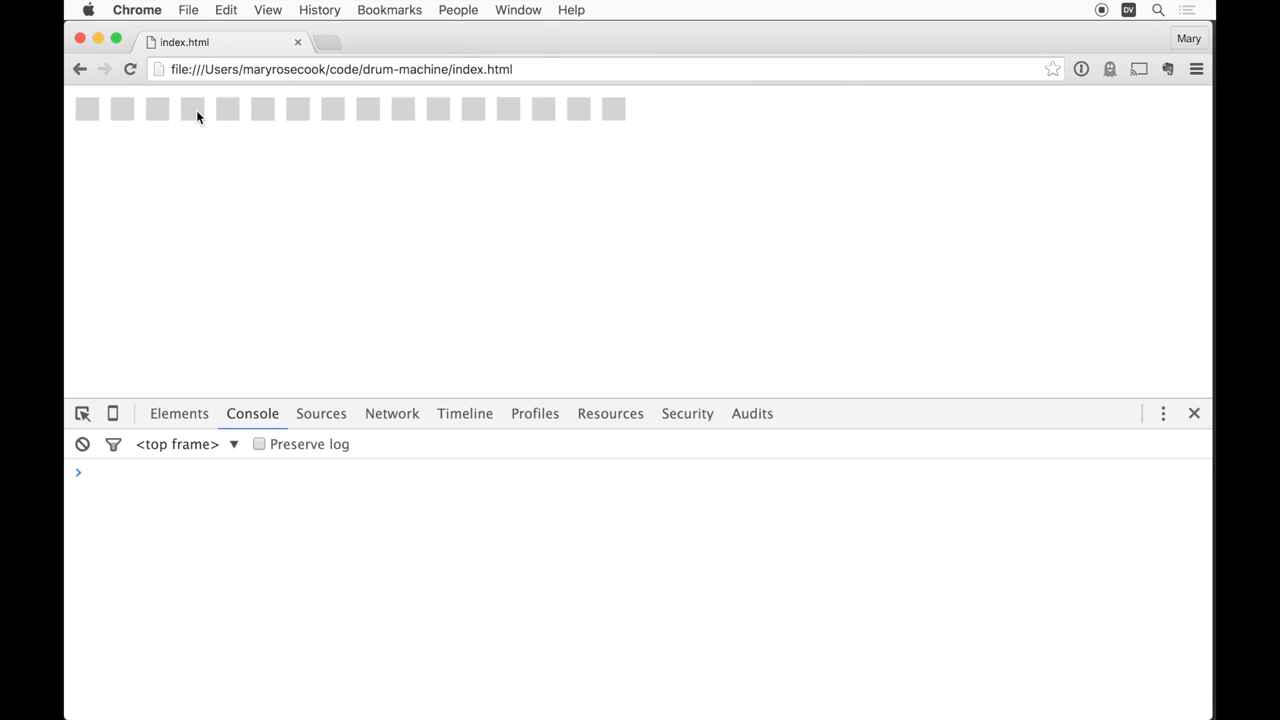 Chrome File Edit View History Bookmarks People Window Help DV
index.html Mary
file:///Users/maryrosecook/code/drum-machine/index.html
Elements Console Sources Network Timeline Profiles Resources Security Audits
<top frame> Preserve log